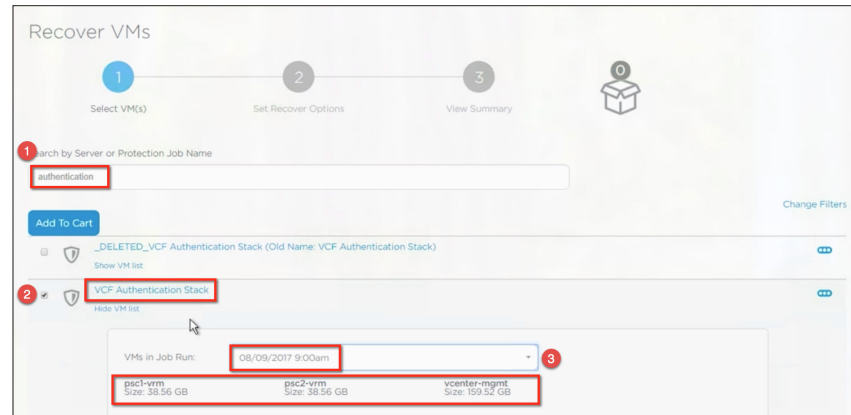 Recover VMs
0
1
2
3
Select VM(s)
Set Recover Options
View Summary
1
earch by Server or Protection Job Name
authentication
Change Filters
Add To Cart
_DELETED_VCF Authentication Stack (Old Name: VCF Authentication Stack)
Show VM list
2
VCF Authentication Stack
Hide VM list
VMs in Job Run:
08/09/2017 9:00am
3
psc1-vrm
psc2-vrm
vcenter-mgmt
Size: 38.56 GB
Size: 38.56 GB
Size: 159.52 GB